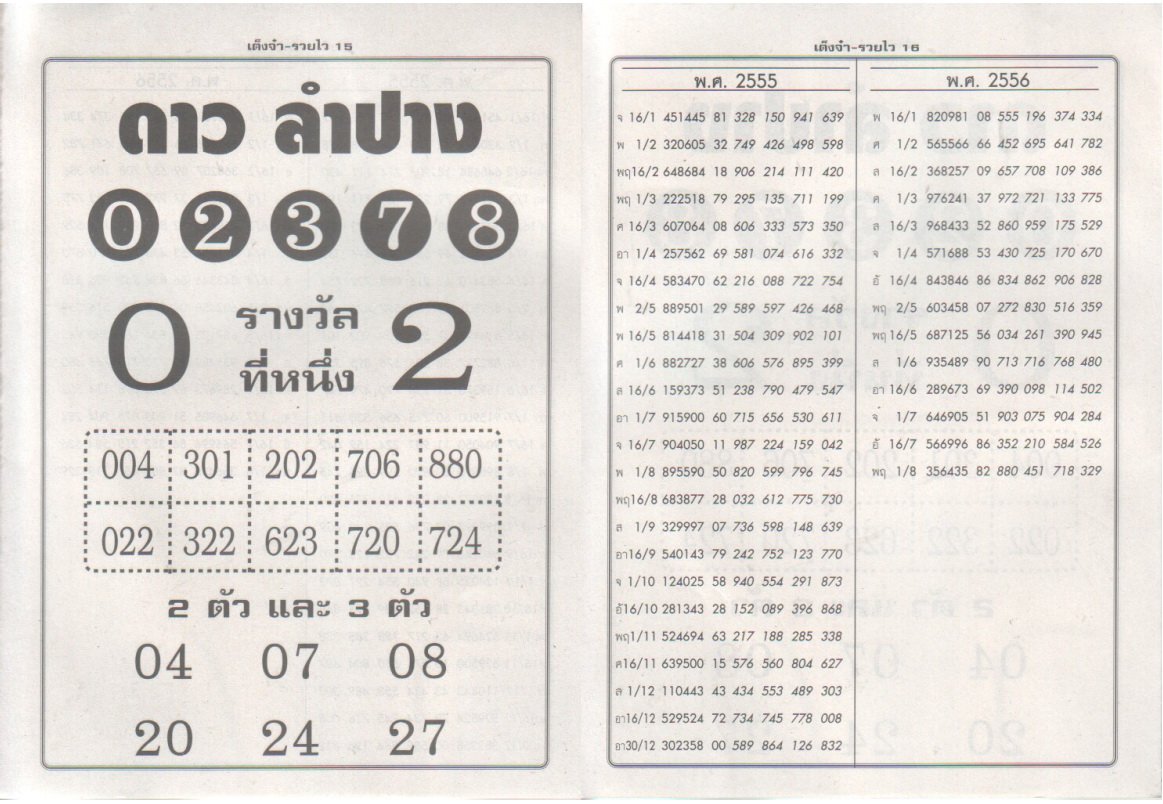 เต็งจ๋า-รวยไว 15
ดาว ลำปาง
0 2 3 7 8
0 รางวัล ที่หนึ่ง 2
004 301 202 706 880
022 322 623 720 724
2 ตัว และ 3 ตัว
04 07 08
20 24 27
เต็งจ๋า-รวยไว 16
พ.ศ. 2555
จ 16/1 451445 81 328 150 941 639
พ 1/2 320605 32 749 426 498 598
พฤ16/2 648684 18 906 214 111 420
พฤ 1/3 222518 79 295 135 711 199
ศ 16/3 607064 08 606 333 573 350
อา 1/4 257562 69 581 074 616 332
จ 16/4 583470 62 216 088 722 754
พ 2/5 889501 29 589 597 426 468
พ 16/5 814418 31 504 309 902 101
ศ 1/6 882727 38 606 576 895 399
ส 16/6 159373 51 238 790 479 547
อา 1/7 915900 60 715 656 530 611
จ 16/7 904050 11 987 224 159 042
พ 1/8 895590 50 820 599 796 745
พฤ16/8 683877 28 032 612 775 730
ส 1/9 329997 07 736 598 148 639
อา16/9 540143 79 242 752 123 770
จ 1/10 124025 58 940 554 291 873
อั16/10 281343 28 152 089 396 868
พฤ1/11 524694 63 217 188 285 338
ศ16/11 639500 15 576 560 804 627
ส 1/12 110443 43 434 553 489 303
อา16/12 529524 72 734 745 778 008
อา30/12 302358 00 589 864 126 832
พ.ศ. 2556
พ 16/1 820981 08 555 196 374 334
ศ 1/2 565566 66 452 695 641 782
ส 16/2 368257 09 657 708 109 386
ศ 1/3 976241 37 972 721 133 775
ส 16/3 968433 52 860 959 175 529
จ 1/4 571688 53 430 725 170 670
อั 16/4 843846 86 834 862 906 828
พฤ 2/5 603458 07 272 830 516 359
พฤ 16/5 687125 96 034 261 390 945
ส 1/6 935489 90 713 716 768 480
อา 16/6 289673 69 390 098 114 502
จ 1/7 646905 51 903 075 904 284
อั 16/7 566996 86 352 210 584 526
พฤ 1/8 356435 82 880 451 718 329